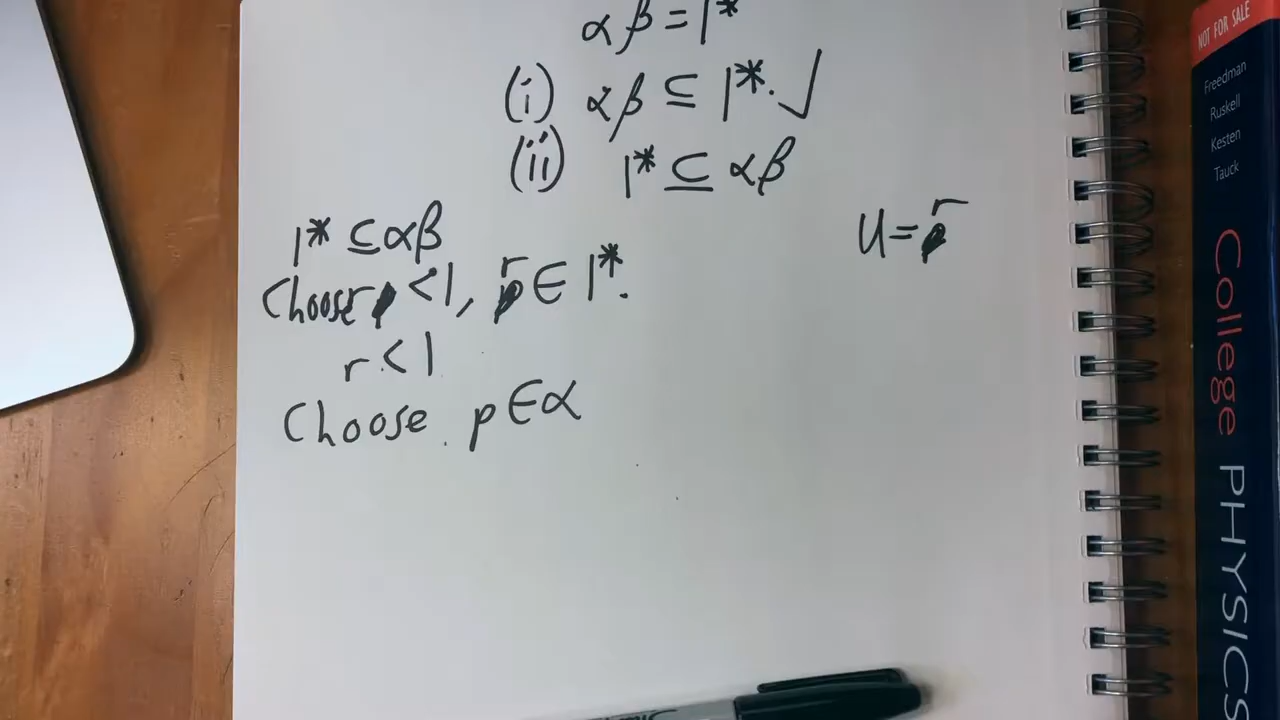 αβ = 1*
(i) αβ ⊆ 1*. √
(ii) 1* ⊆ αβ
1* ⊆ αβ
Choose r < 1, r ∈ 1*.
r < 1
Choose p ∈ α
U = r
NOT FOR SALE
Freedman
Ruskell
Kesten
Tauck
College PHYSICS